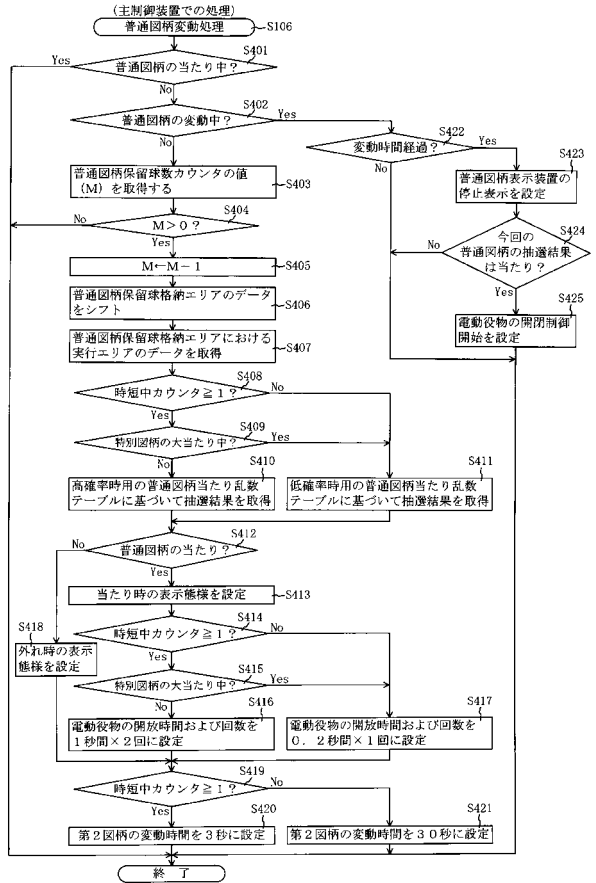 (主制御装置での処理)
普通図柄変動処理
S106
S401
普通図柄の当たり中？
Yes
No
S402
普通図柄の変動中？
Yes
No
S422
変動時間経過？
Yes
No
S423
普通図柄表示装置の
停止表示を設定
普通図柄保留球数カウンタの値
(M) を取得する
S403
S404
M＞0？
No
Yes
S424
今回の
普通図柄の抽選結果
は当たり？
No
Yes
M←M－1
S405
普通図柄保留球格納エリアのデータ
をシフト
S406
S425
電動役物の開閉制御
開始を設定
普通図柄保留球格納エリアにおける
実行エリアのデータを取得
S407
S408
時短中カウンタ≧1？
No
Yes
S409
特別図柄の大当たり中？
Yes
No
S410
高確率時用の普通図柄当たり乱数
テーブルに基づいて抽選結果を取得
S411
低確率時用の普通図柄当たり乱数
テーブルに基づいて抽選結果を取得
S412
普通図柄の当たり？
No
Yes
当たり時の表示態様を設定
S413
S414
時短中カウンタ≧1？
No
Yes
S418
外れ時の表示
態様を設定
S415
特別図柄の大当たり中？
Yes
No
S416
電動役物の開放時間および回数を
1秒間×2回に設定
S417
電動役物の開放時間および回数を
0．2秒間×1回に設定
S419
時短中カウンタ≧1？
No
Yes
S420
第2図柄の変動時間を3秒に設定
S421
第2図柄の変動時間を30秒に設定
終 了